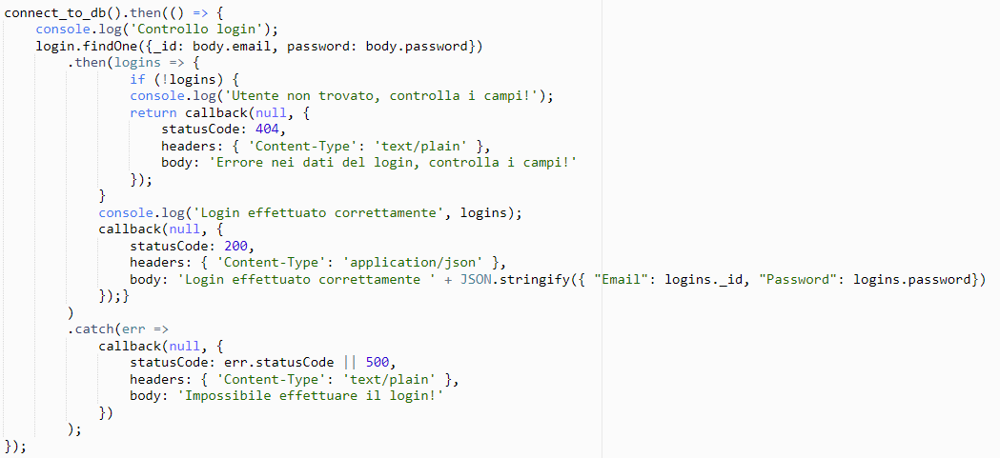 connect_to_db().then(() => {
    console.log('Controllo login');
    login.findOne({_id: body.email, password: body.password})
        .then(logins => {
                if (!logins) {
                console.log('Utente non trovato, controlla i campi!');
                return callback(null, {
                    statusCode: 404,
                    headers: { 'Content-Type': 'text/plain' },
                    body: 'Errore nei dati del login, controlla i campi!'
                });
            }
            console.log('Login effettuato correttamente', logins);
            callback(null, {
                statusCode: 200,
                headers: { 'Content-Type': 'application/json' },
                body: 'Login effettuato correttamente ' + JSON.stringify({ "Email": logins._id, "Password": logins.password})
            });}
        )
        .catch(err =>
            callback(null, {
                statusCode: err.statusCode || 500,
                headers: { 'Content-Type': 'text/plain' },
                body: 'Impossibile effettuare il login!'
            })
        );
});